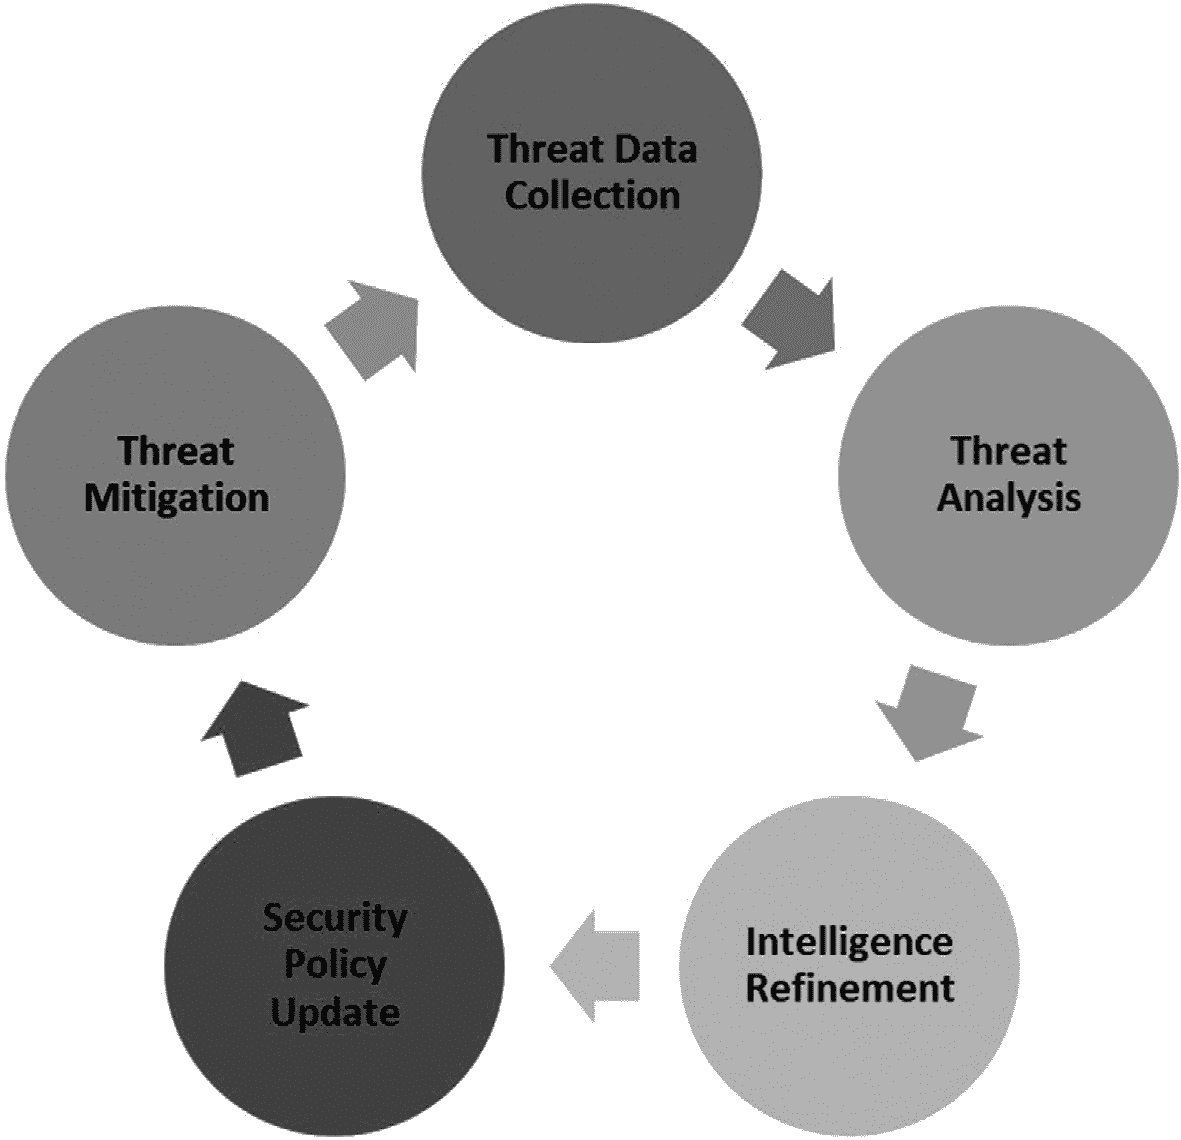 Threat Data
Collection
Threat
Analysis
Intelligence
Refinement
Security
Policy
Update
Threat
Mitigation